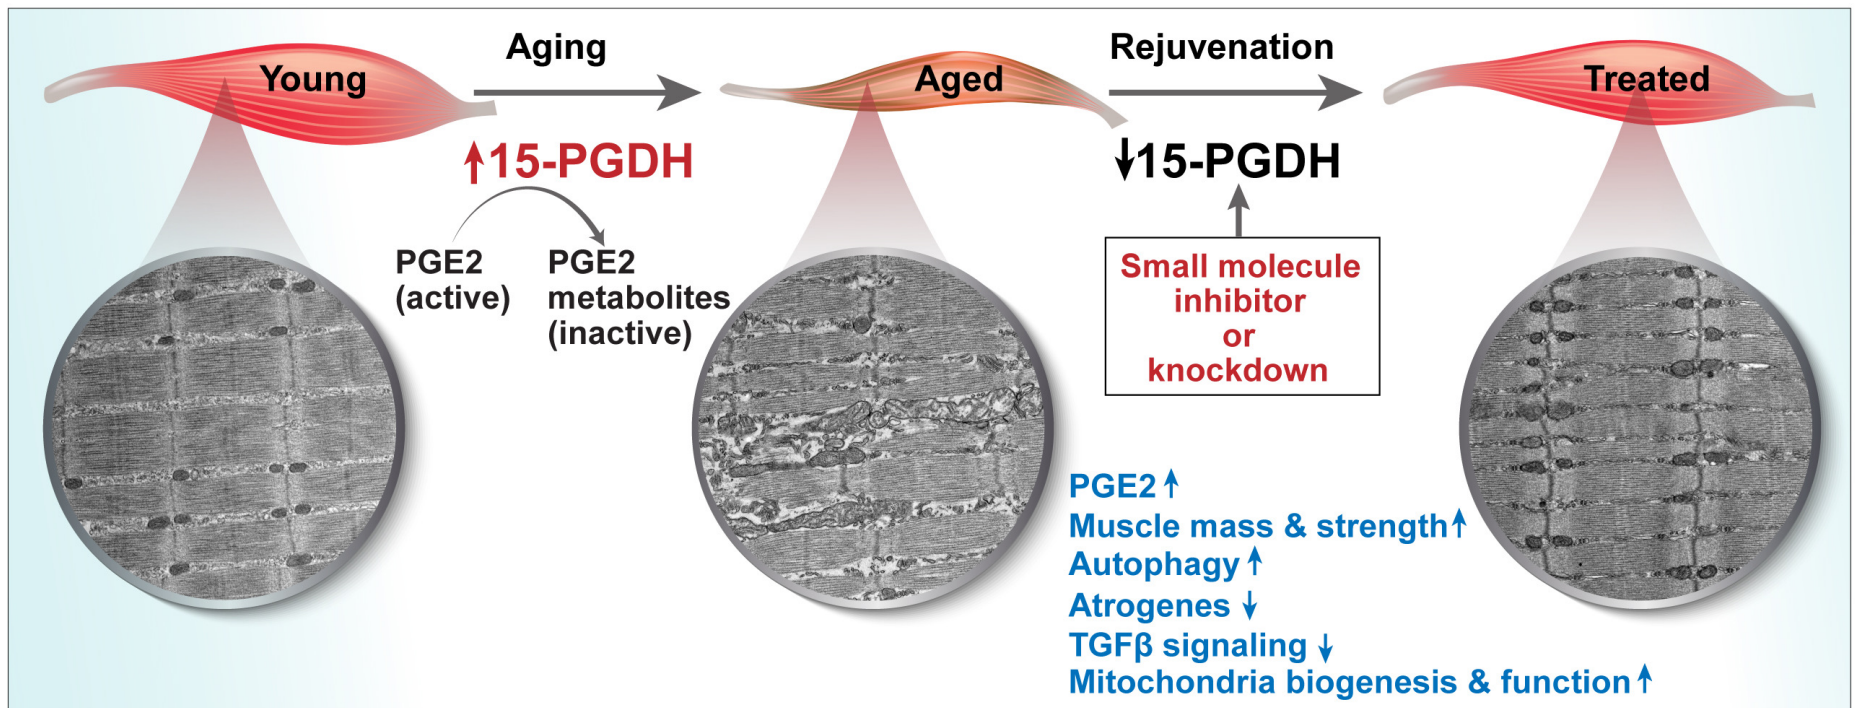 Young
Aging
Aged
Rejuvenation
Treated
↑15-PGDH
↓15-PGDH
PGE2
(active)
PGE2
metabolites
(inactive)
Small molecule
inhibitor
or
knockdown
PGE2↑
Muscle mass & strength↑
Autophagy↑
Atrogenes ↓
TGFβ signaling ↓
Mitochondria biogenesis & function↑